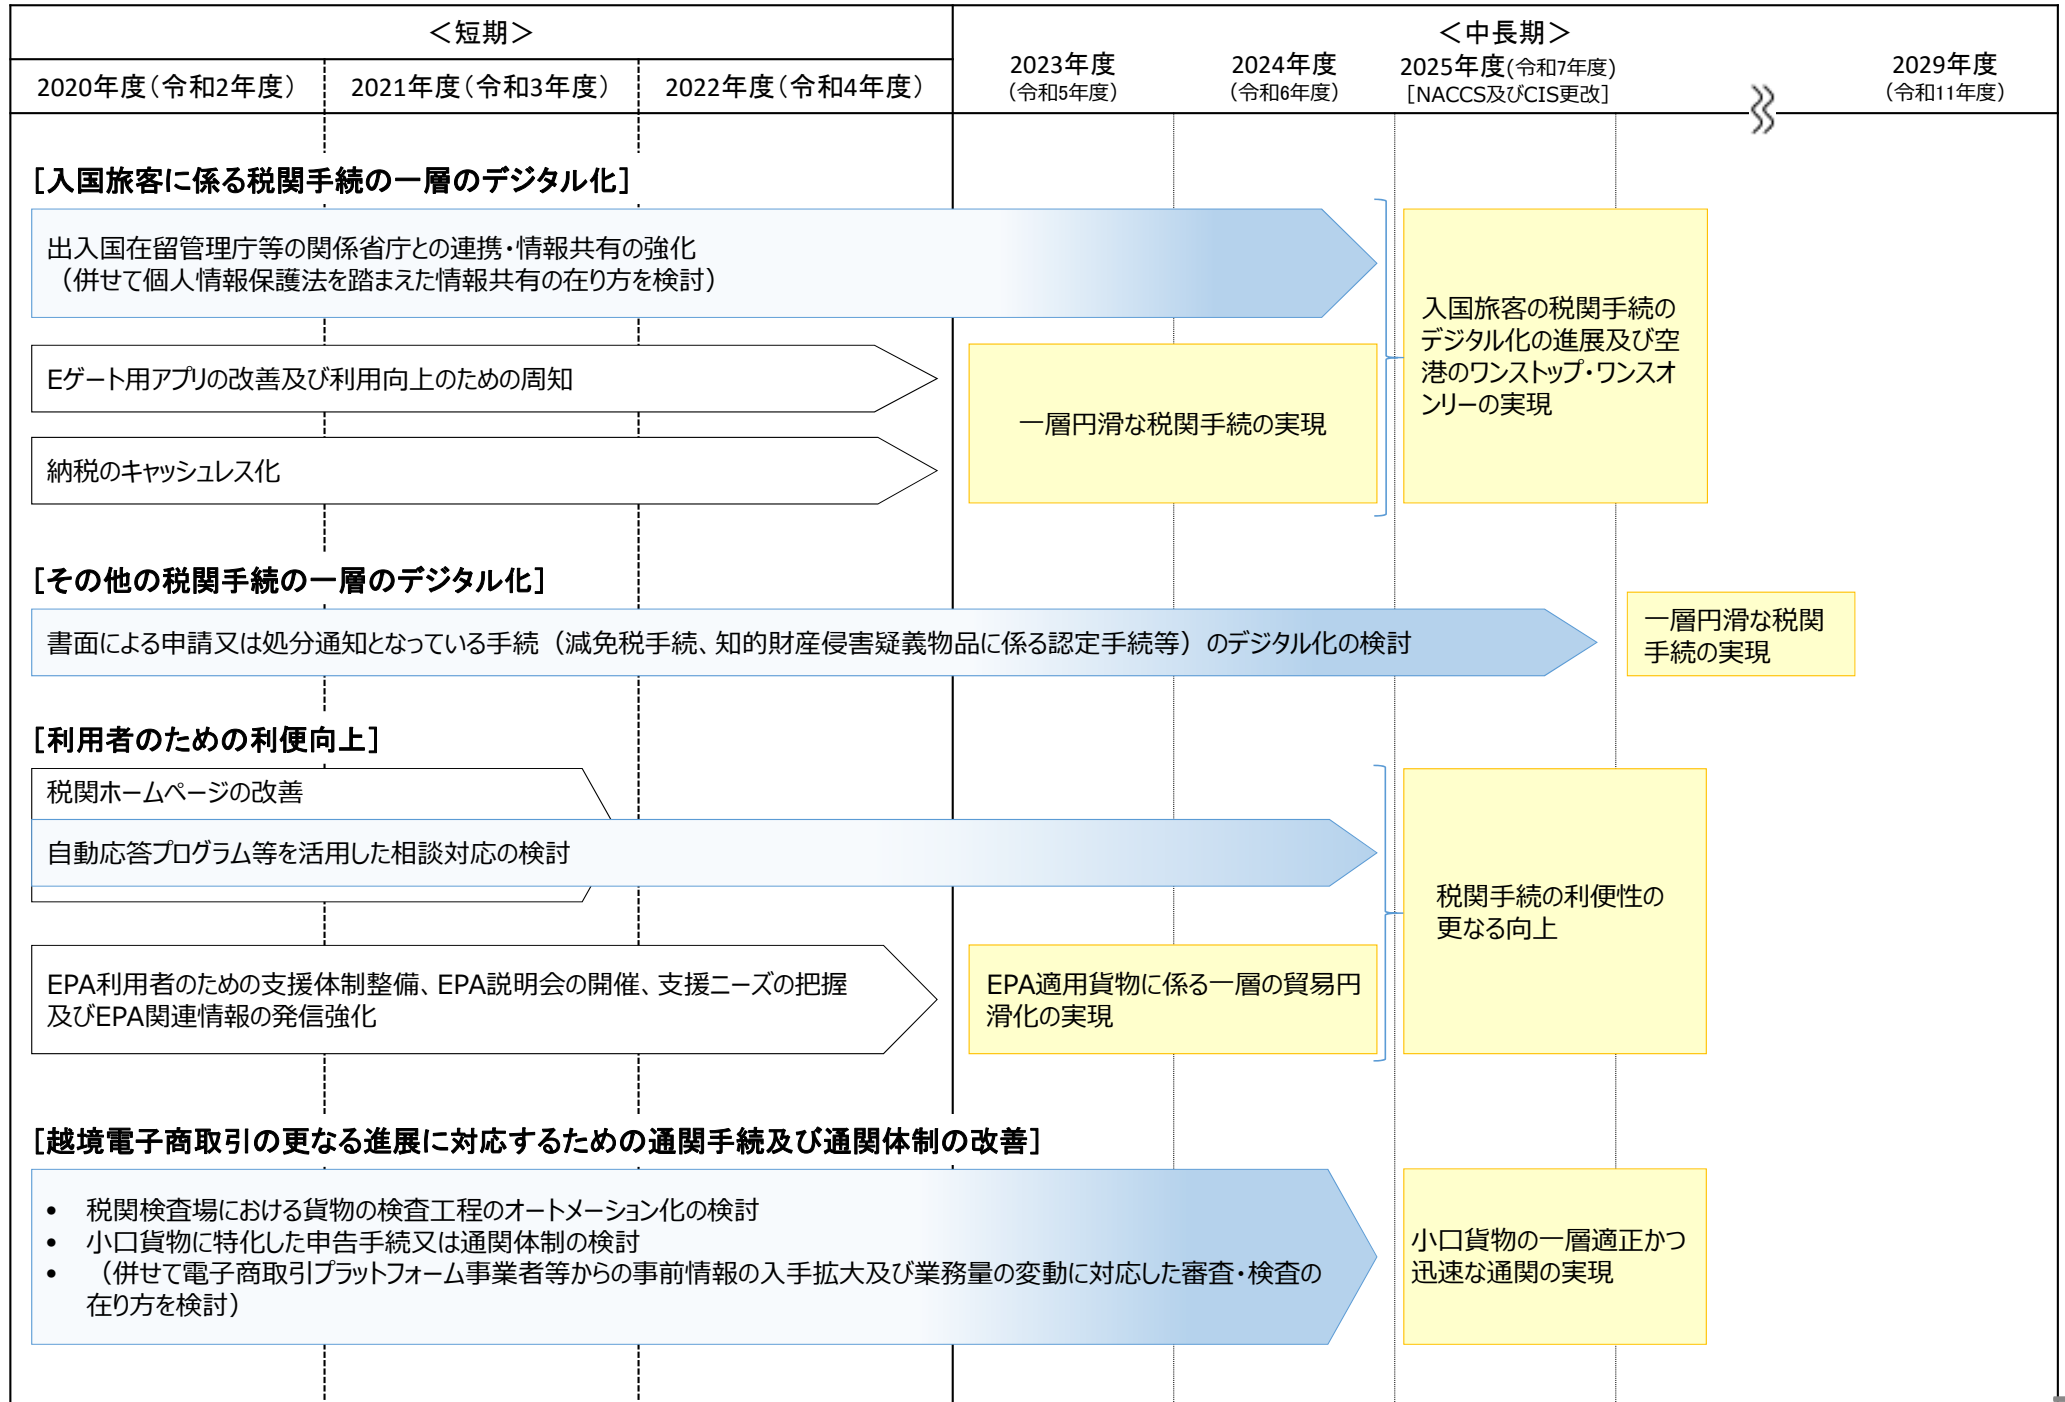 ＜短期＞
＜中長期＞
2020年度（令和2年度）
2021年度（令和3年度）
2022年度（令和4年度）
2023年度
（令和5年度）
2024年度
（令和6年度）
2025年度(令和7年度)
［NACCS及びCIS更改］
2029年度
（令和11年度）
［入国旅客に係る税関手続の一層のデジタル化］
出入国在留管理庁等の関係省庁との連携・情報共有の強化
（併せて個人情報保護法を踏まえた情報共有の在り方を検討）
Eゲート用アプリの改善及び利用向上のための周知
納税のキャッシュレス化
一層円滑な税関手続の実現
入国旅客の税関手続の
デジタル化の進展及び空
港のワンストップ・ワンスオ
ンリーの実現
［その他の税関手続の一層のデジタル化］
書面による申請又は処分通知となっている手続（減免税手続、知的財産侵害疑義物品に係る認定手続等）のデジタル化の検討
一層円滑な税関
手続の実現
［利用者のための利便向上］
税関ホームページの改善
自動応答プログラム等を活用した相談対応の検討
EPA利用者のための支援体制整備、EPA説明会の開催、支援ニーズの把握
及びEPA関連情報の発信強化
EPA適用貨物に係る一層の貿易円
滑化の実現
税関手続の利便性の
更なる向上
［越境電子商取引の更なる進展に対応するための通関手続及び通関体制の改善］
• 税関検査場における貨物の検査工程のオートメーション化の検討
• 小口貨物に特化した申告手続又は通関体制の検討
• （併せて電子商取引プラットフォーム事業者等からの事前情報の入手拡大及び業務量の変動に対応した審査・検査の
在り方を検討）
小口貨物の一層適正かつ
迅速な通関の実現